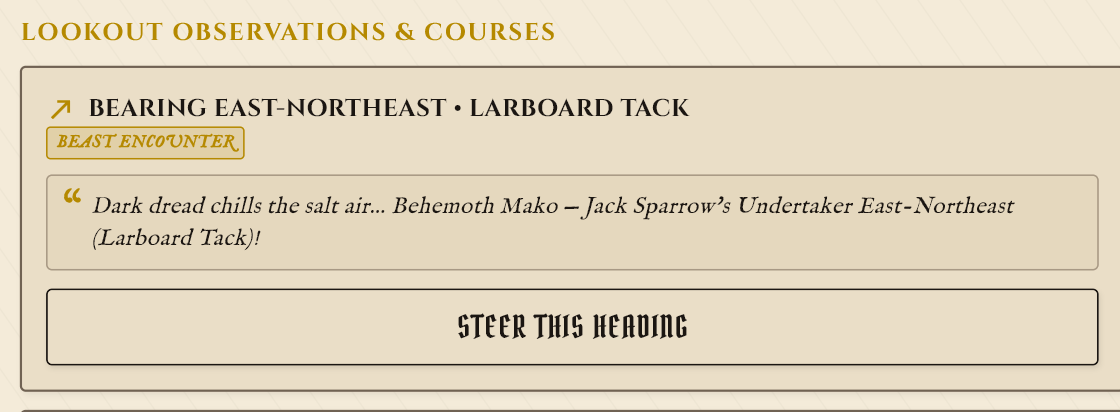 LOOKOUT OBSERVATIONS & COURSES
↗ BEARING EAST-NORTHEAST • LARBOARD TACK
BEAST ENCOUNTER
“ Dark dread chills the salt air... Behemoth Mako — Jack Sparrow's Undertaker East-Northeast
(Larboard Tack)!
STEER THIS HEADING